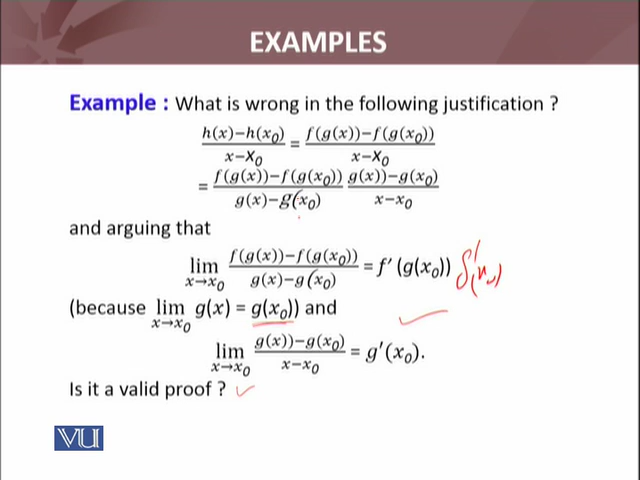 EXAMPLES
Example : What is wrong in the following justification ?
h(x)−h(x₀)/x−x₀ = f(g(x))−f(g(x₀))/x−x₀
= f(g(x))−f(g(x₀))/g(x)−g(x₀) g(x))−g(x₀)/x−x₀
and arguing that
lim x→x₀ f(g(x))−f(g(x₀))/g(x)−g(x₀) = f′ (g(x₀))
(because lim x→x₀ g(x) = g(x₀)) and
lim x→x₀ g(x))−g(x₀)/x−x₀ = g′(x₀).
Is it a valid proof ?
VU